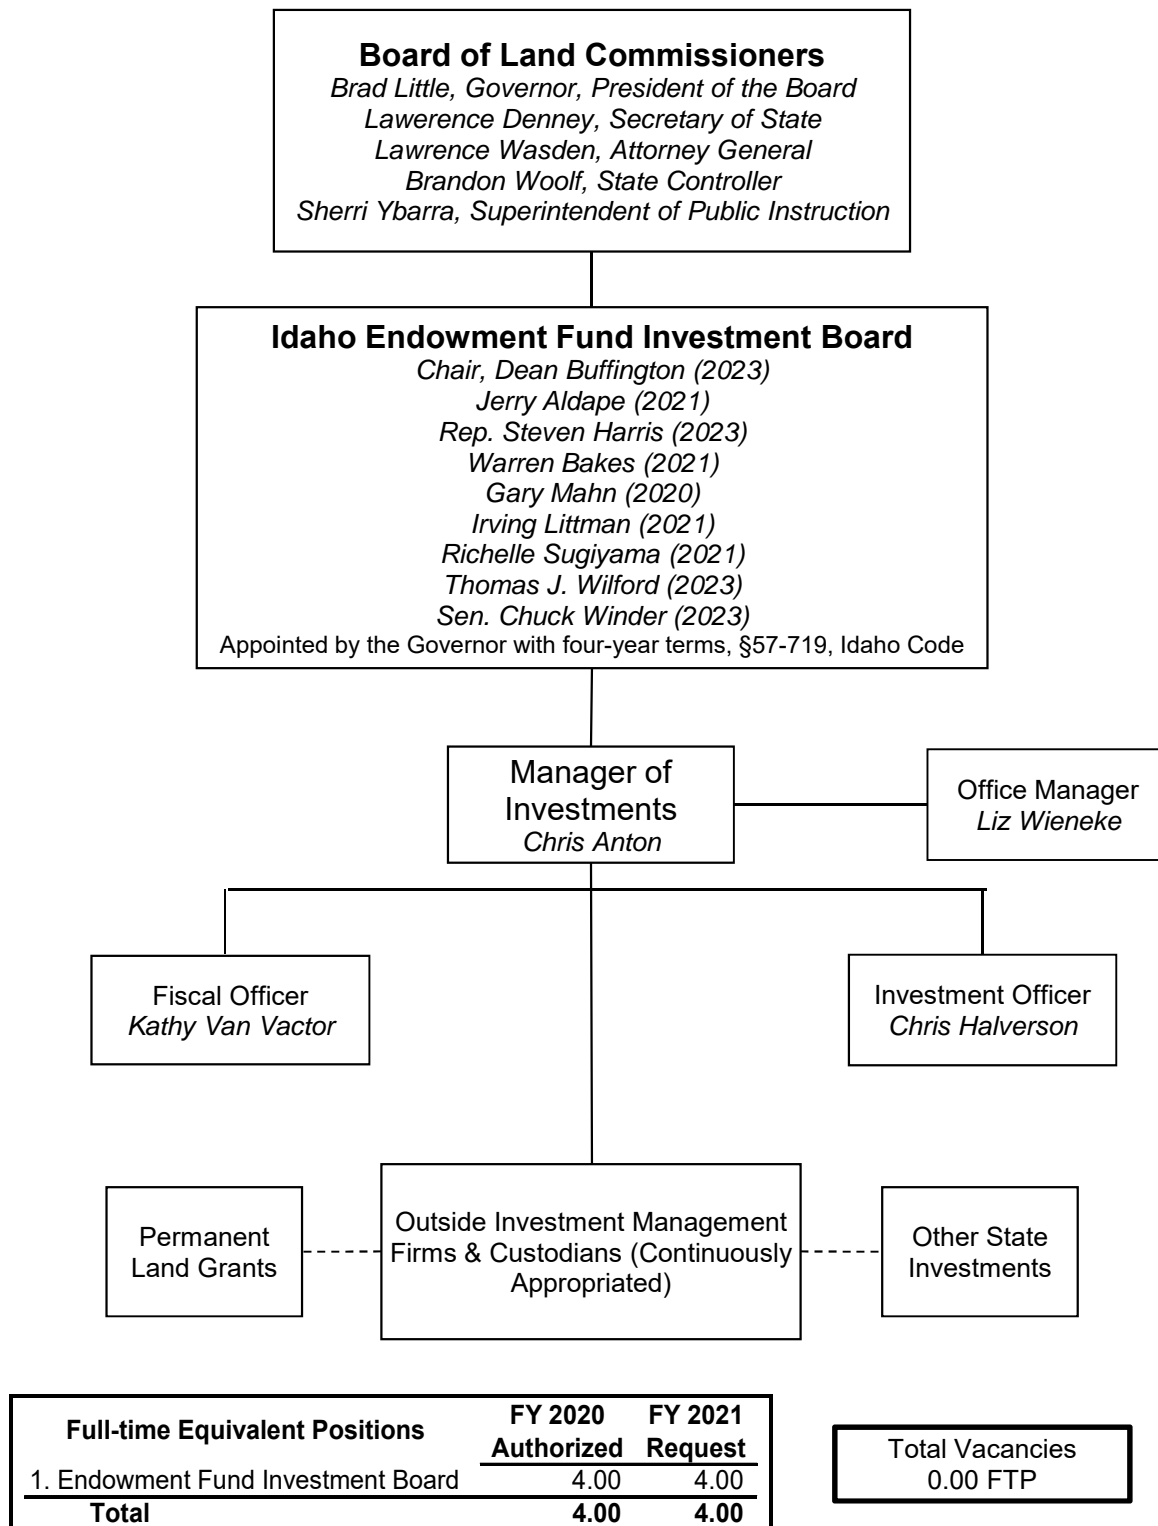 Board of Land Commissioners
Brad Little, Governor, President of the Board
Lawerence Denney, Secretary of State
Lawrence Wasden, Attorney General
Brandon Woolf, State Controller
Sherri Ybarra, Superintendent of Public Instruction
Idaho Endowment Fund Investment Board
Chair, Dean Buffington (2023)
Jerry Aldape (2021)
Rep. Steven Harris (2023)
Warren Bakes (2021)
Gary Mahn (2020)
Irving Littman (2021)
Richelle Sugiyama (2021)
Thomas J. Wilford (2023)
Sen. Chuck Winder (2023)
Appointed by the Governor with four-year terms, §57-719, Idaho Code
Manager of
Investments
Chris Anton
Office Manager
Liz Wieneke
Fiscal Officer
Kathy Van Vactor
Investment Officer
Chris Halverson
Permanent
Land Grants
Outside Investment Management
Firms & Custodians (Continuously
Appropriated)
Other State
Investments
Full-time Equivalent Positions
FY 2020 FY 2021
Authorized Request
1. Endowment Fund Investment Board 4.00 4.00
Total 4.00 4.00
Total Vacancies
0.00 FTP